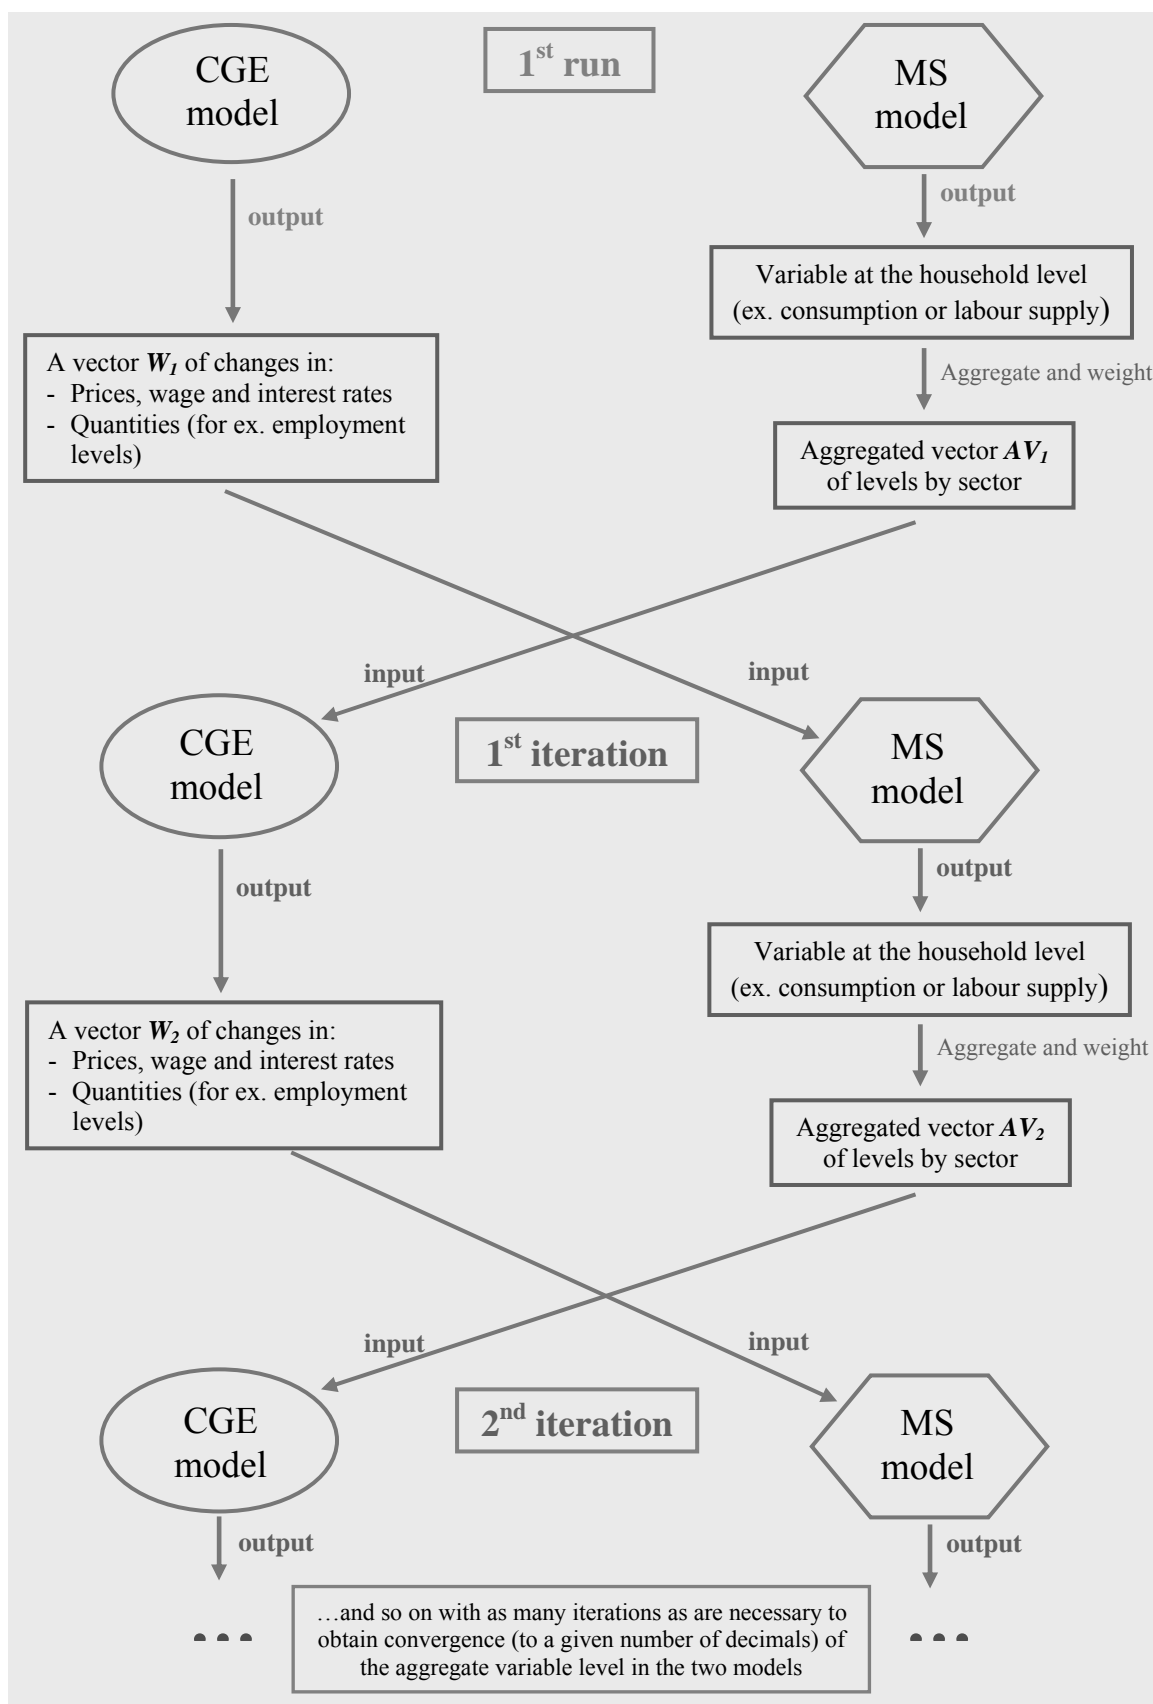 CGE
model
1st run
MS
model
output
output
Variable at the household level
(ex. consumption or labour supply)
A vector W1 of changes in:
- Prices, wage and interest rates
- Quantities (for ex. employment
levels)
Aggregate and weight
Aggregated vector AV1
of levels by sector
input
input
CGE
model
1st iteration
MS
model
output
output
Variable at the household level
(ex. consumption or labour supply)
A vector W2 of changes in:
- Prices, wage and interest rates
- Quantities (for ex. employment
levels)
Aggregate and weight
Aggregated vector AV2
of levels by sector
input
input
CGE
model
2nd iteration
MS
model
output
output
…and so on with as many iterations as are necessary to
obtain convergence (to a given number of decimals) of
the aggregate variable level in the two models